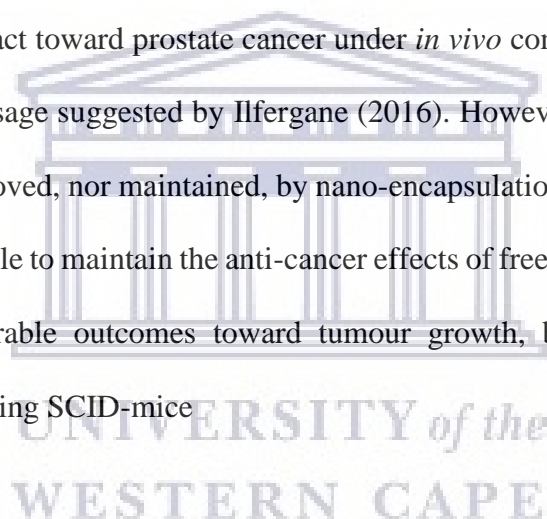 act toward prostate cancer under in vivo con
sage suggested by Ilfergane (2016). Howev
oved, nor maintained, by nano-encapsulation
le to maintain the anti-cancer effects of free
rable outcomes toward tumour growth, b
ing SCID-mice
UNIVERSITY of the
WESTERN CAPE